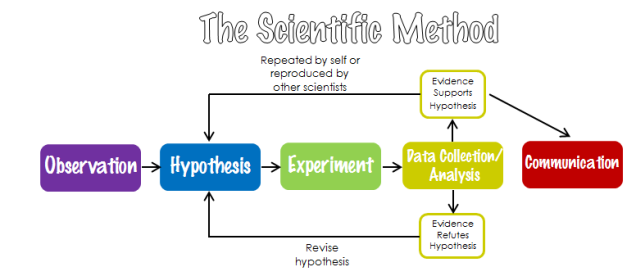 The Scientific Method
Repeated by self or
reproduced by
other scientists
Evidence
Supports
Hypothesis
Observation
Hypothesis
Experiment
Data Collection/
Analysis
Communication
Evidence
Refutes
Hypothesis
Revise
hypothesis